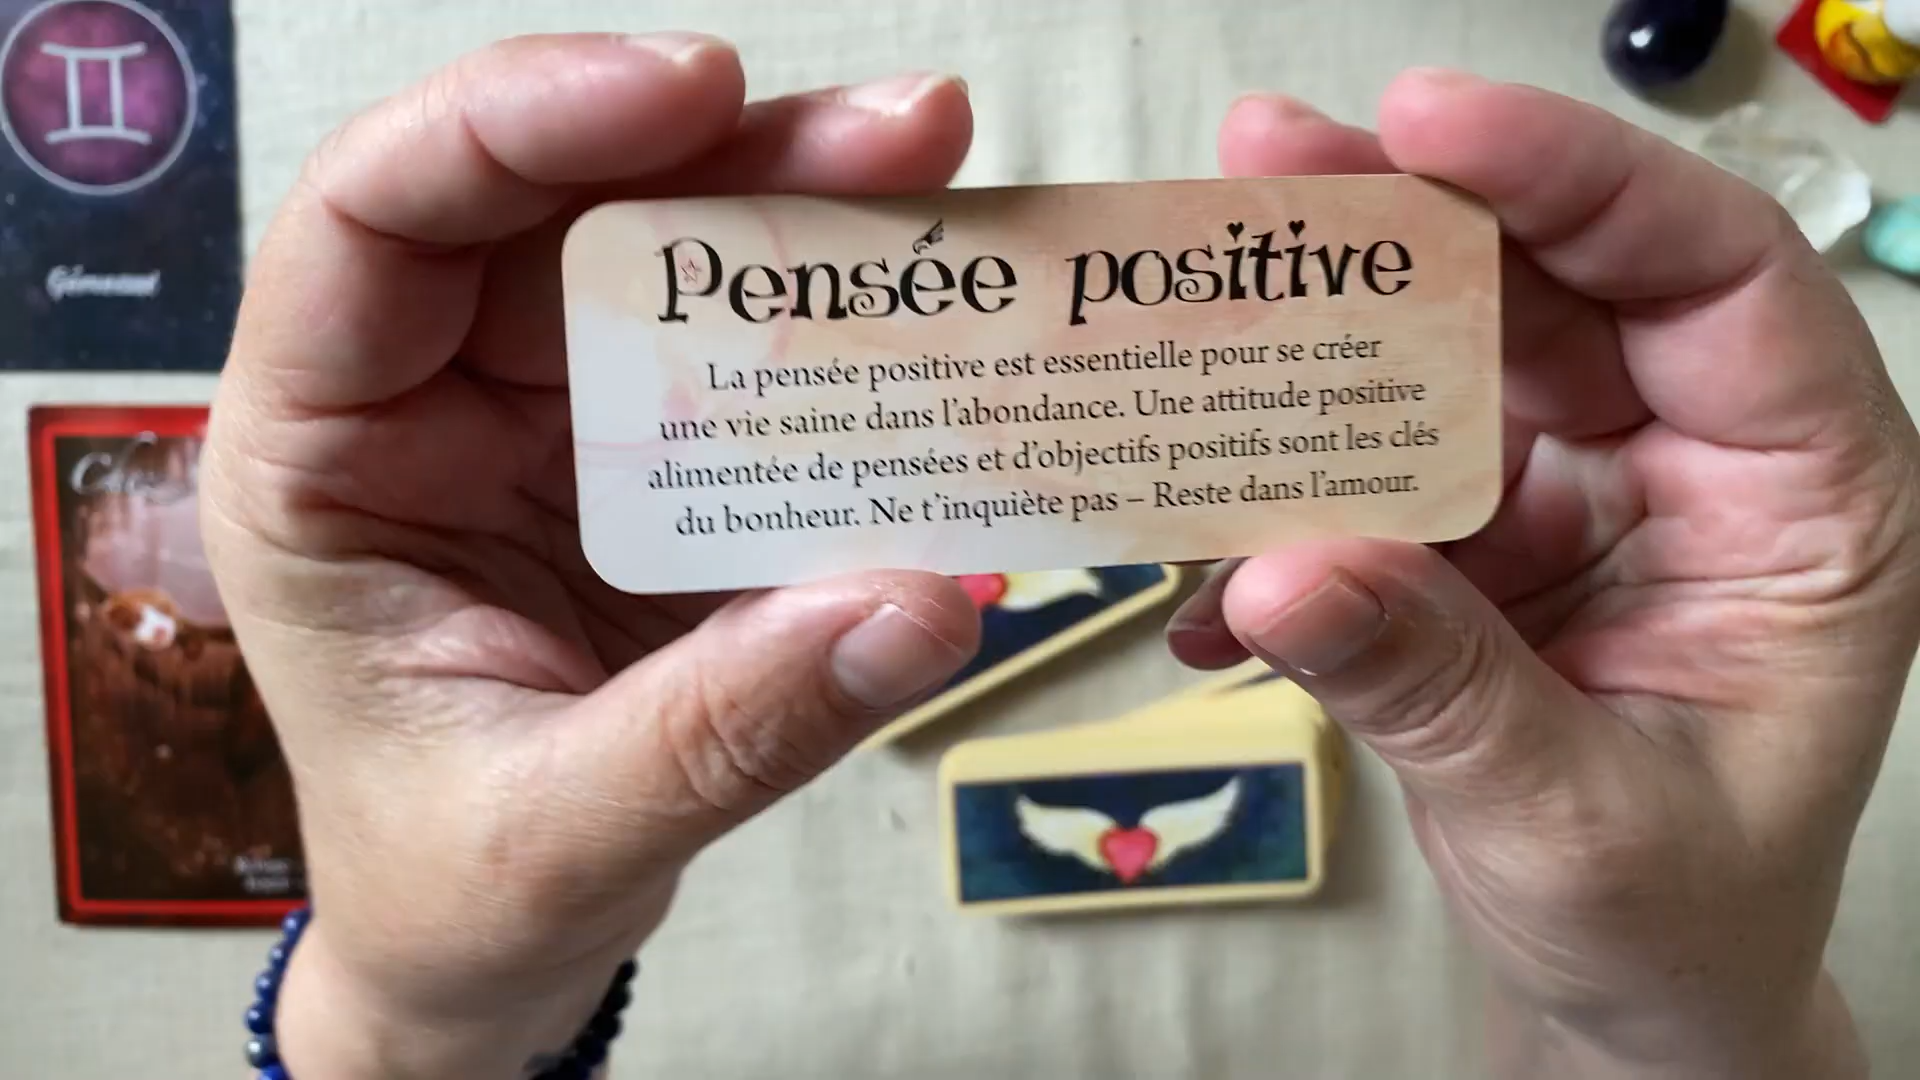 Pensée positive
La pensée positive est essentielle pour se créer
une vie saine dans l'abondance. Une attitude positive
alimentée de pensées et d'objectifs positifs sont les clés
du bonheur. Ne t'inquiète pas – Reste dans l'amour.
Gémeaux